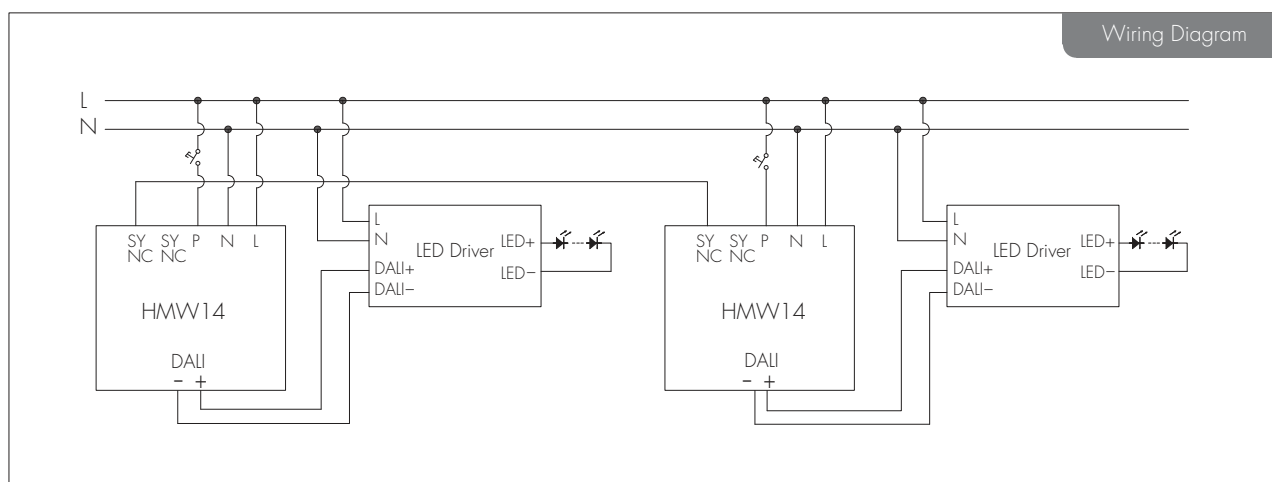 Wiring Diagram
L
N
SY NC SY NC P N L
HMW14
DALI
− +
L
N
DALI+
DALI−
LED Driver
LED+
LED−
SY NC SY NC P N L
HMW14
DALI
− +
L
N
DALI+
DALI−
LED Driver
LED+
LED−